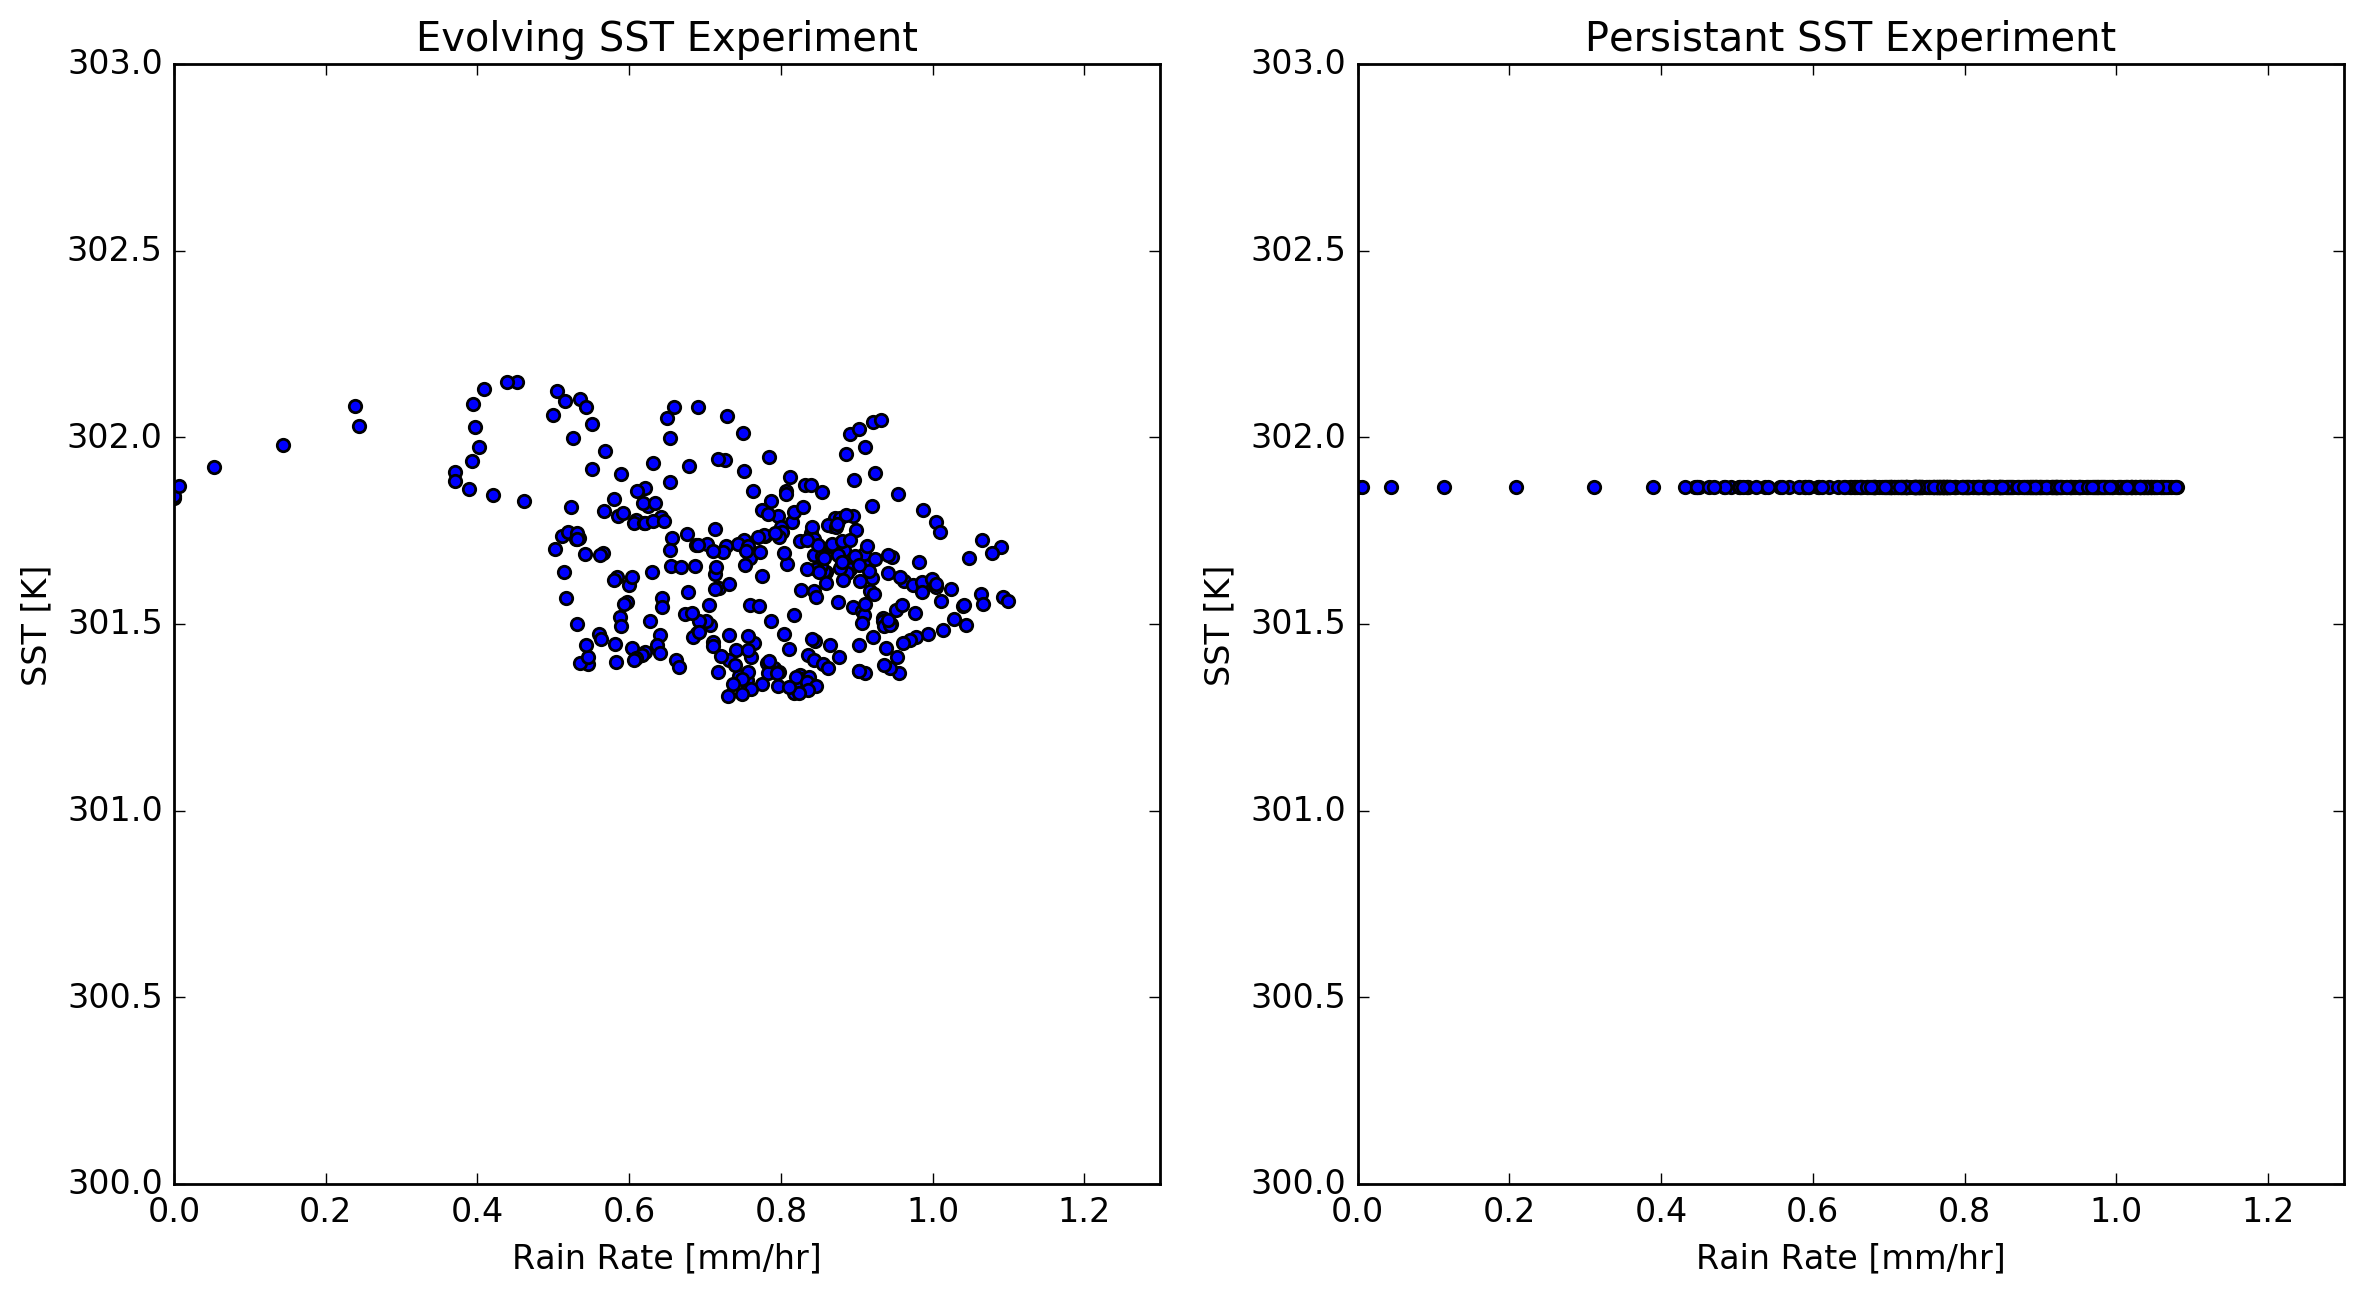 Evolving SST Experiment
303.0
302.5
302.0
301.5
301.0
300.5
300.0
SST [K]
0.0 0.2 0.4 0.6 0.8 1.0 1.2
Rain Rate [mm/hr]
Persistant SST Experiment
303.0
302.5
302.0
301.5
301.0
300.5
300.0
SST [K]
0.0 0.2 0.4 0.6 0.8 1.0 1.2
Rain Rate [mm/hr]